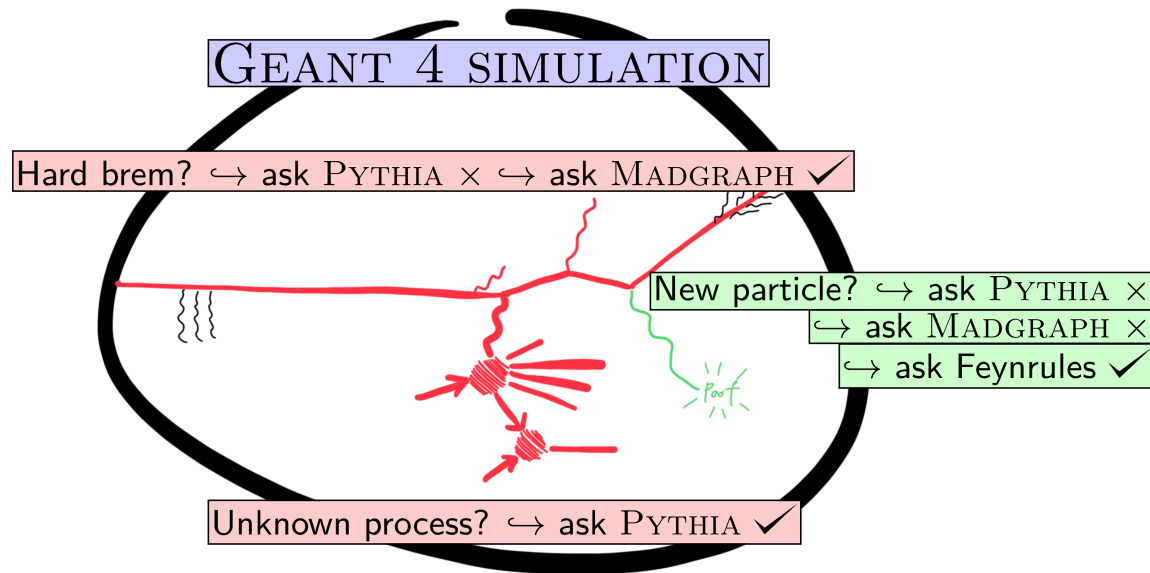 GEANT 4 SIMULATION
Hard brem? ↪ ask PYTHIA × ↪ ask MADGRAPH ✓
New particle? ↪ ask PYTHIA ×
↪ ask MADGRAPH ×
↪ ask Feynrules ✓
Poof
Unknown process? ↪ ask PYTHIA ✓